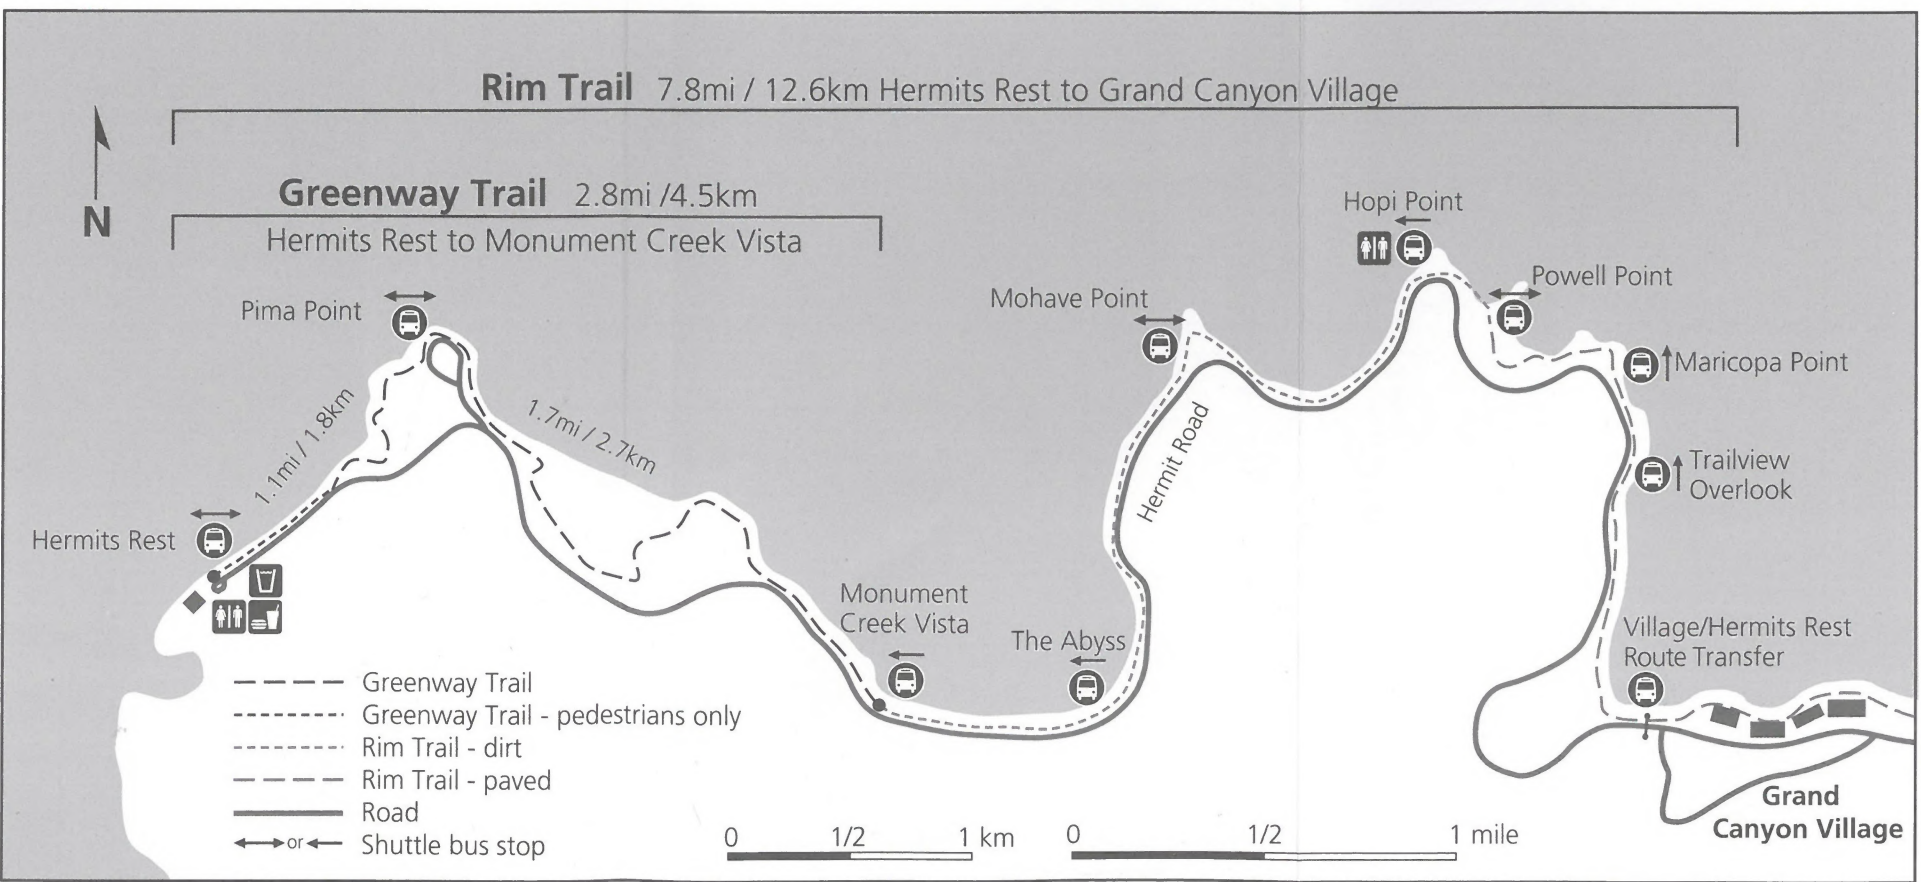 Rim Trail 7.8mi / 12.6km Hermits Rest to Grand Canyon Village
N
Greenway Trail 2.8mi /4.5km
Hermits Rest to Monument Creek Vista
Hopi Point
Powell Point
Mohave Point
Pima Point
Maricopa Point
1.1mi / 1.8km
1.7mi / 2.7km
Hermit Road
Trailview
Overlook
Hermits Rest
Monument
Creek Vista
The Abyss
Village/Hermits Rest
Route Transfer
Greenway Trail
Greenway Trail - pedestrians only
Rim Trail - dirt
Rim Trail - paved
Road
or Shuttle bus stop
0 1/2 1 km
0 1/2 1 mile
Grand
Canyon Village